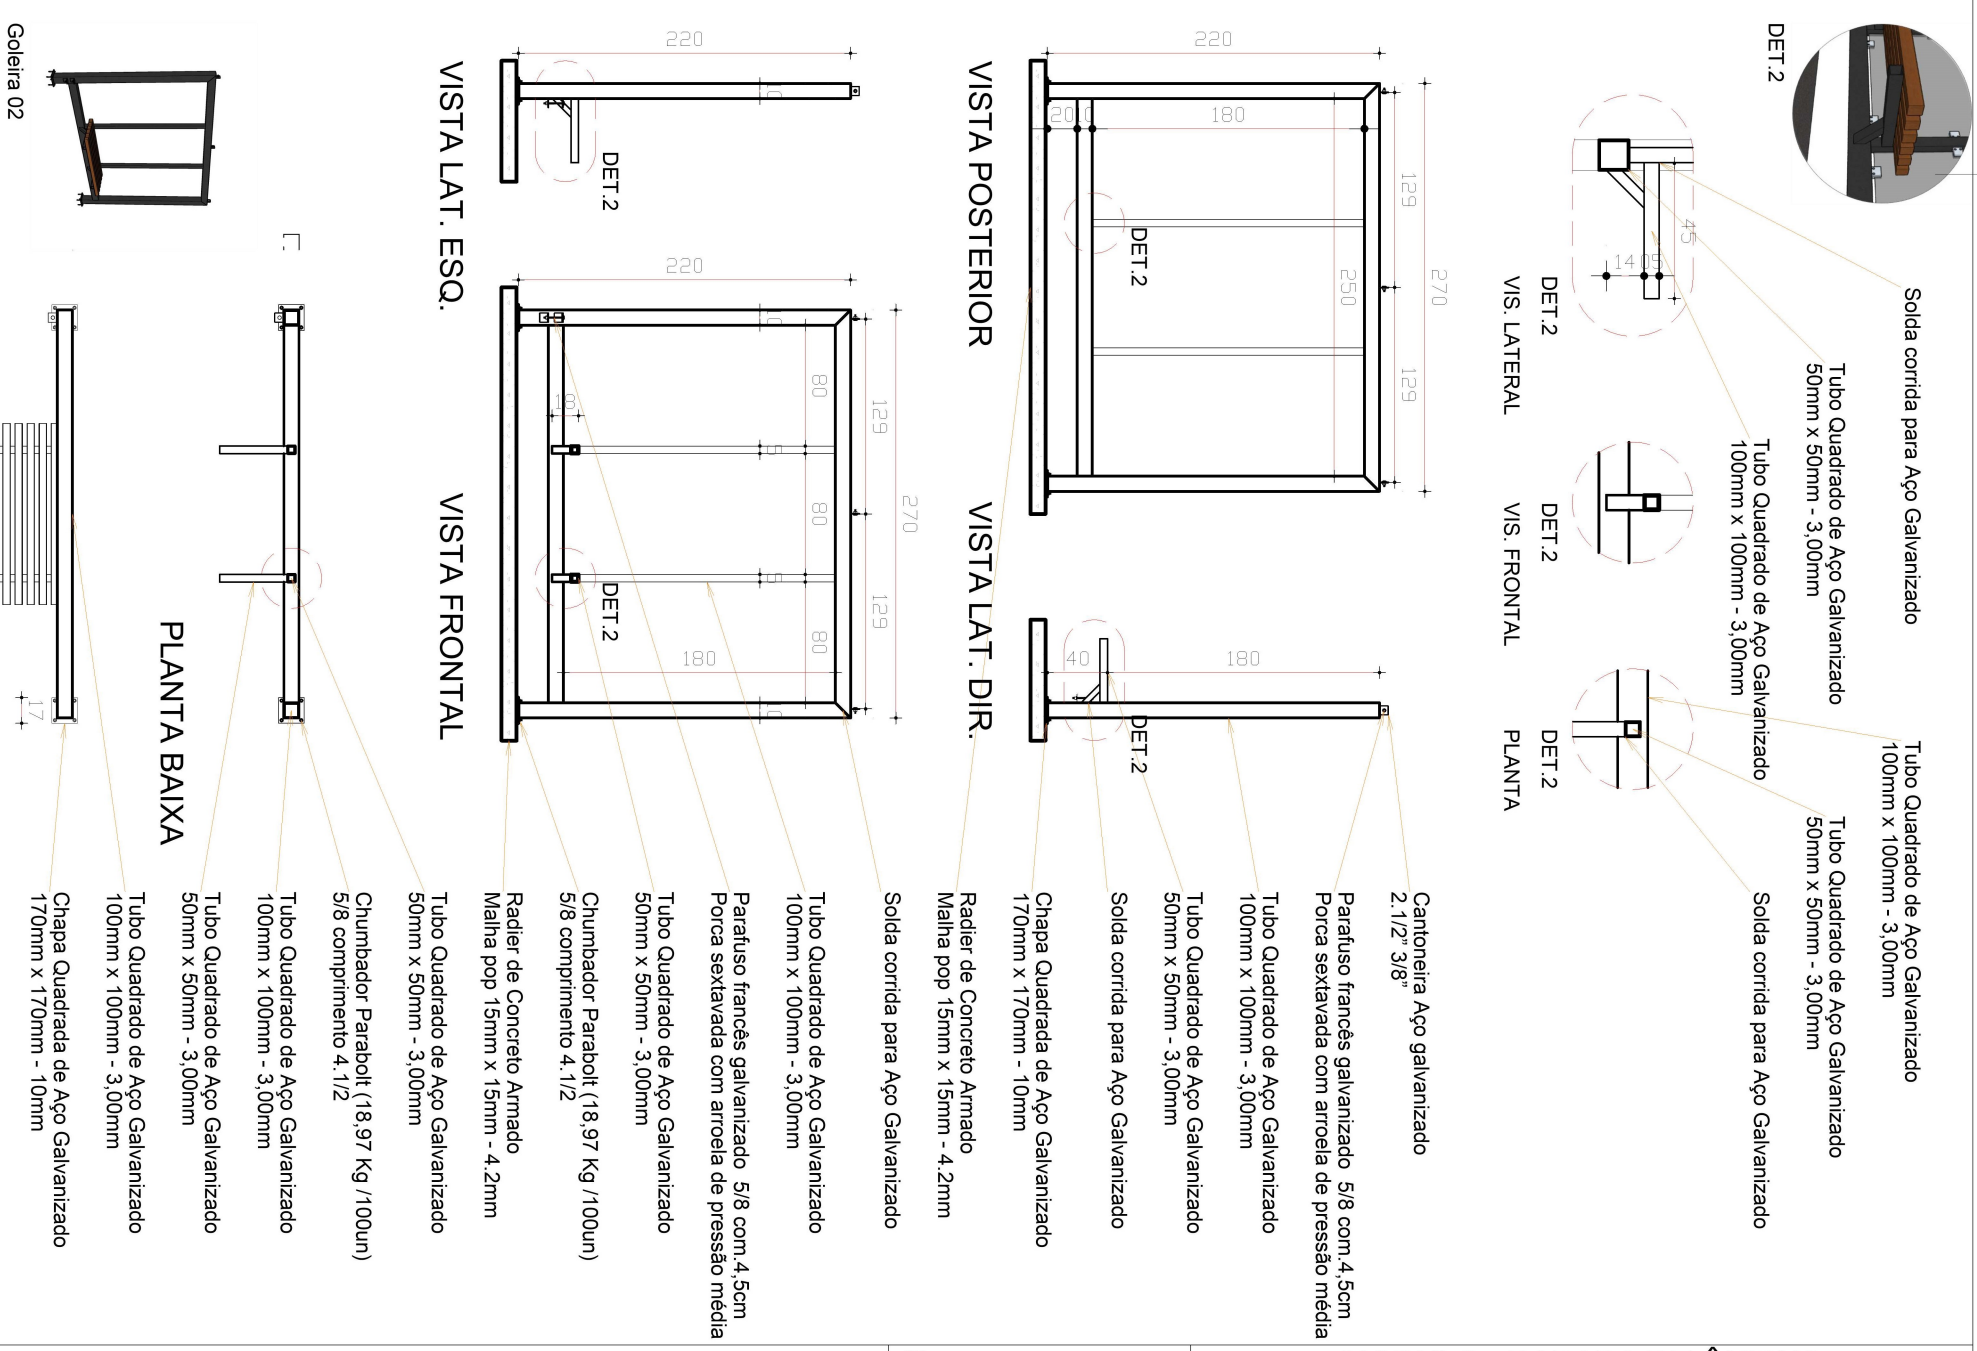 DET.2
Solda corrida para Aço Galvanizado
Tubo Quadrado de Aço Galvanizado
50mm x 50mm - 3,00mm
Tubo Quadrado de Aço Galvanizado
100mm x 100mm - 3,00mm
45
14
05
DET.2
VIS. LATERAL
DET.2
VIS. FRONTAL
DET.2
PLANTA
Tubo Quadrado de Aço Galvanizado
100mm x 100mm - 3,00mm
Tubo Quadrado de Aço Galvanizado
50mm x 50mm - 3,00mm
Solda corrida para Aço Galvanizado
270
129
129
250
220
180
20
DET.2
VISTA POSTERIOR
180
40
DET.2
VISTA LAT. DIR.
Cantoneira Aço galvanizado
2.1/2" 3/8"
Parafuso francês galvanizado 5/8 com.4,5cm
Porca sextavada com arroela de pressão média
Tubo Quadrado de Aço Galvanizado
100mm x 100mm - 3,00mm
Tubo Quadrado de Aço Galvanizado
50mm x 50mm - 3,00mm
Solda corrida para Aço Galvanizado
Chapa Quadrada de Aço Galvanizado
170mm x 170mm - 10mm
Radier de Concreto Armado
Malha pop 15mm x 15mm - 4.2mm
220
10
DET.2
VISTA LAT. ESQ.
270
129
129
80
80
80
220
10
10
180
18
DET.2
VISTA FRONTAL
Solda corrida para Aço Galvanizado
Tubo Quadrado de Aço Galvanizado
100mm x 100mm - 3,00mm
Parafuso francês galvanizado 5/8 com.4,5cm
Porca sextavada com arroela de pressão média
Tubo Quadrado de Aço Galvanizado
50mm x 50mm - 3,00mm
Chumbador Parabolt (18,97 Kg /100un)
5/8 comprimento 4.1/2
Radier de Concreto Armado
Malha pop 15mm x 15mm - 4.2mm
Tubo Quadrado de Aço Galvanizado
50mm x 50mm - 3,00mm
Chumbador Parabolt (18,97 Kg /100un)
5/8 comprimento 4.1/2
Tubo Quadrado de Aço Galvanizado
100mm x 100mm - 3,00mm
Tubo Quadrado de Aço Galvanizado
50mm x 50mm - 3,00mm
Tubo Quadrado de Aço Galvanizado
100mm x 100mm - 3,00mm
Chapa Quadrada de Aço Galvanizado
170mm x 170mm - 10mm
PLANTA BAIXA
17
Goleira 02